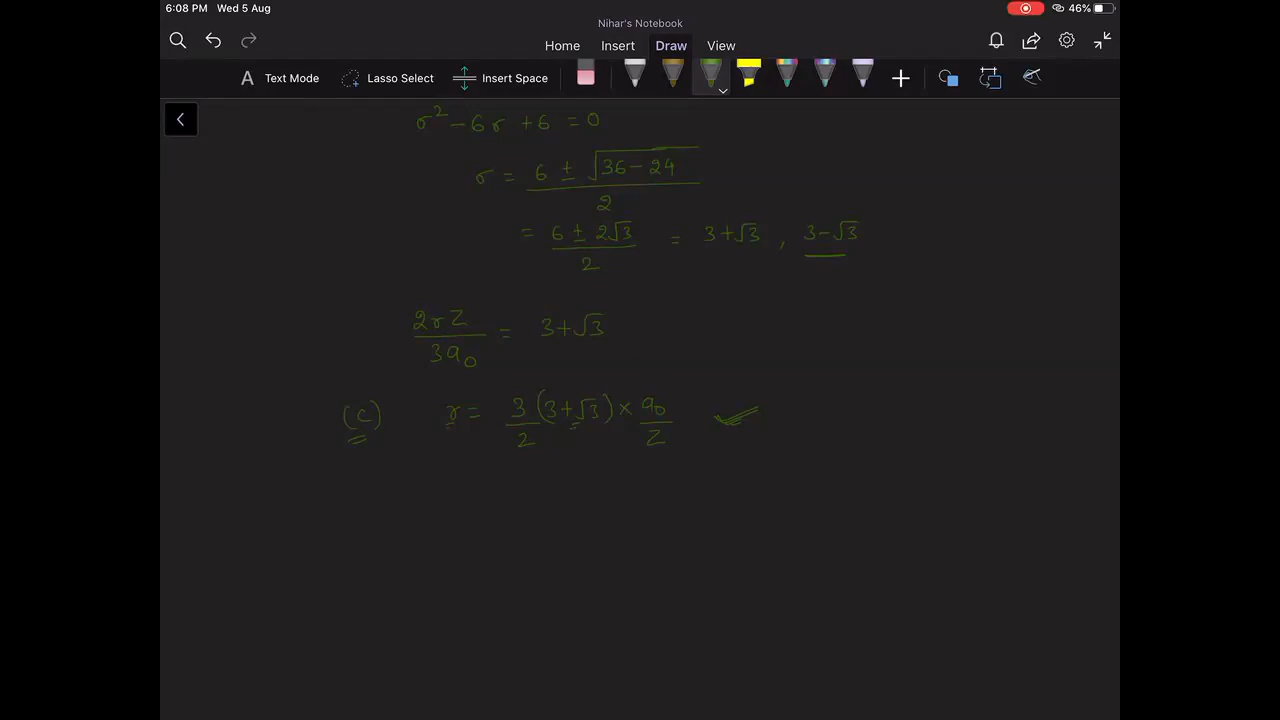 6:08 PM Wed 5 Aug 46%
Nihar's Notebook
Home Insert Draw View
A Text Mode Lasso Select Insert Space
σ² − 6σ + 6 = 0
σ = (6 ± √(36 − 24)) / 2
= (6 ± 2√3) / 2 = 3+√3 , 3−√3
2rZ / 3a₀ = 3+√3
(C) r = 3/2 (3+√3) × a₀/Z